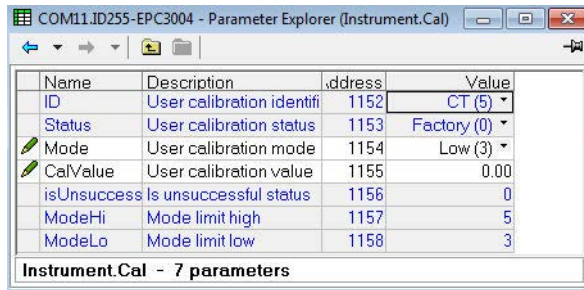 COM11.ID255-EPC3004 - Parameter Explorer (Instrument.Cal)
Name Description ddress Value
ID User calibration identifi 1152 CT (5)
Status User calibration status 1153 Factory (0)
Mode User calibration mode 1154 Low (3)
CalValue User calibration value 1155 0.00
isUnsuccess Is unsuccessful status 1156 0
ModeHi Mode limit high 1157 5
ModeLo Mode limit low 1158 3
Instrument.Cal - 7 parameters